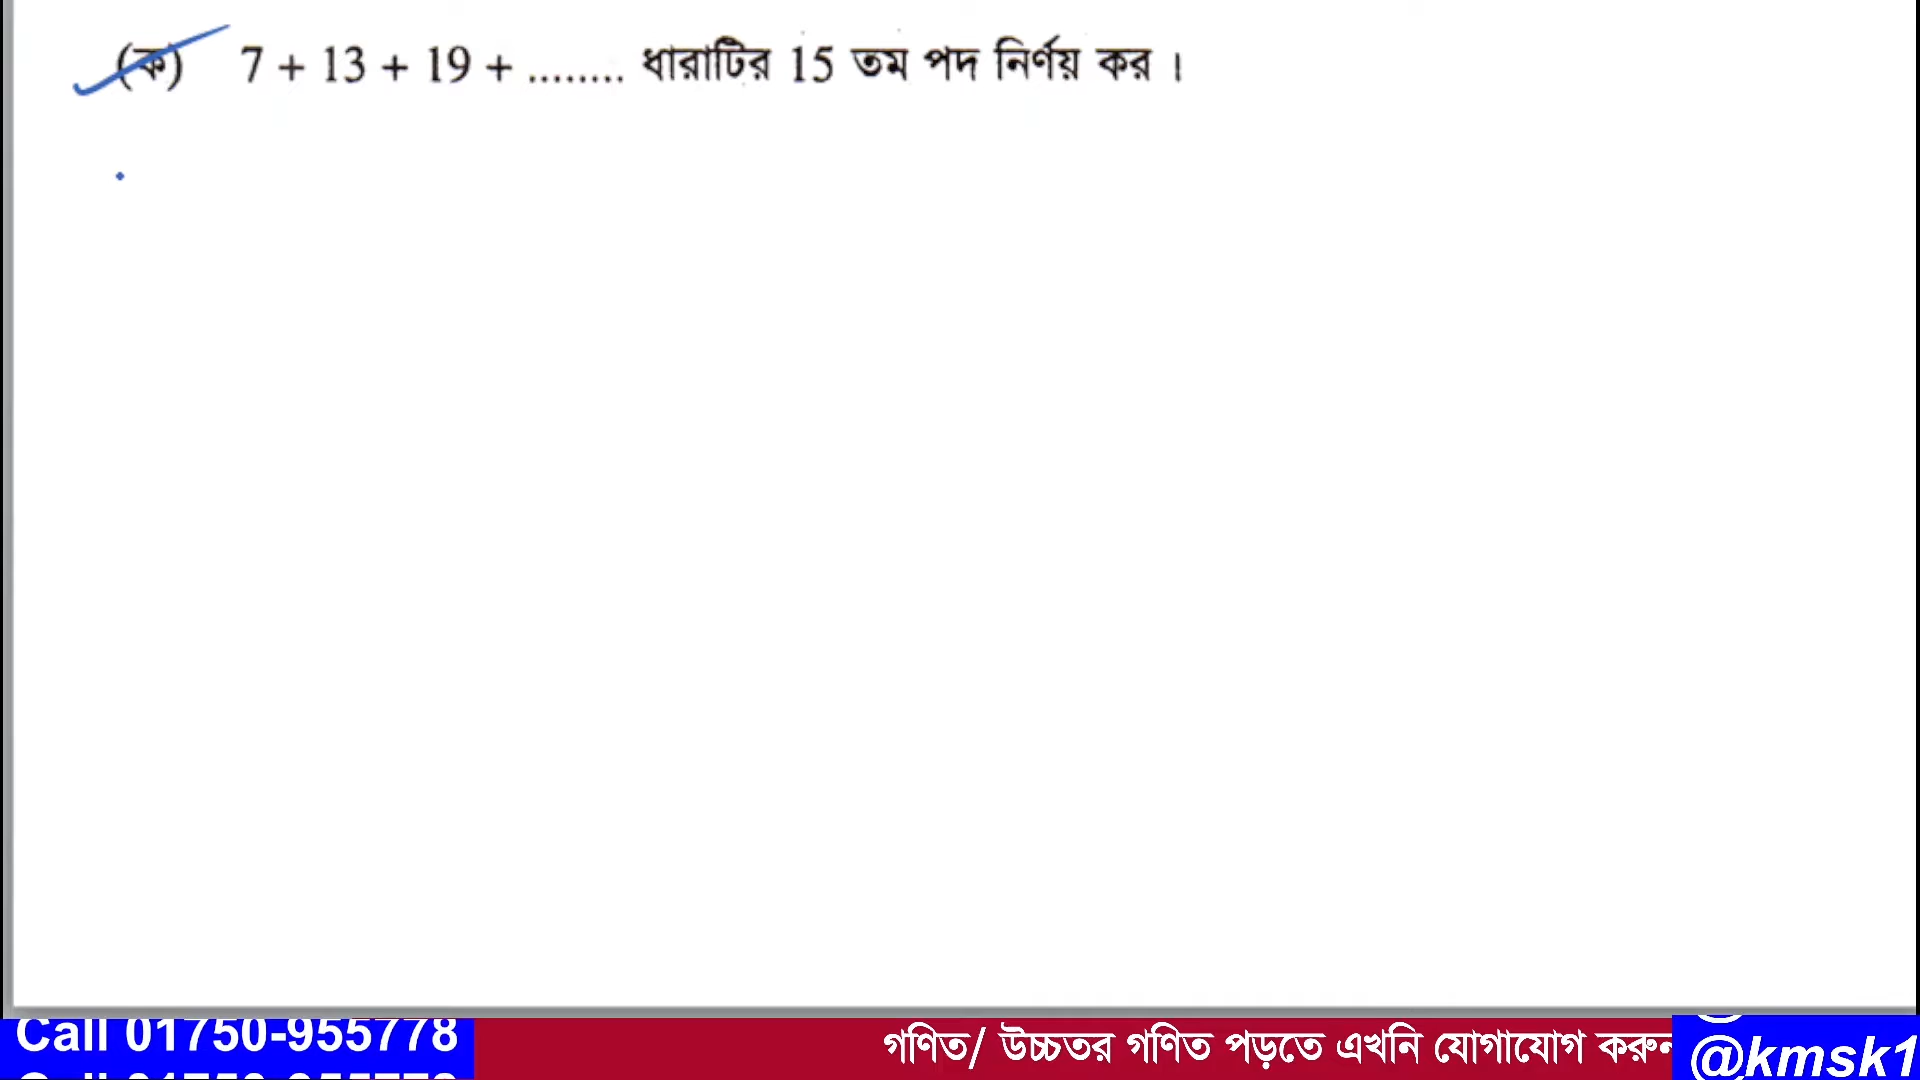 (ক) 7 + 13 + 19 + ........ ধারাটির 15 তম পদ নির্ণয় কর ।
Call 01750-955778
গণিত/ উচ্চতর গণিত পড়তে এখনি যোগাযোগ করুন
@kmsk1